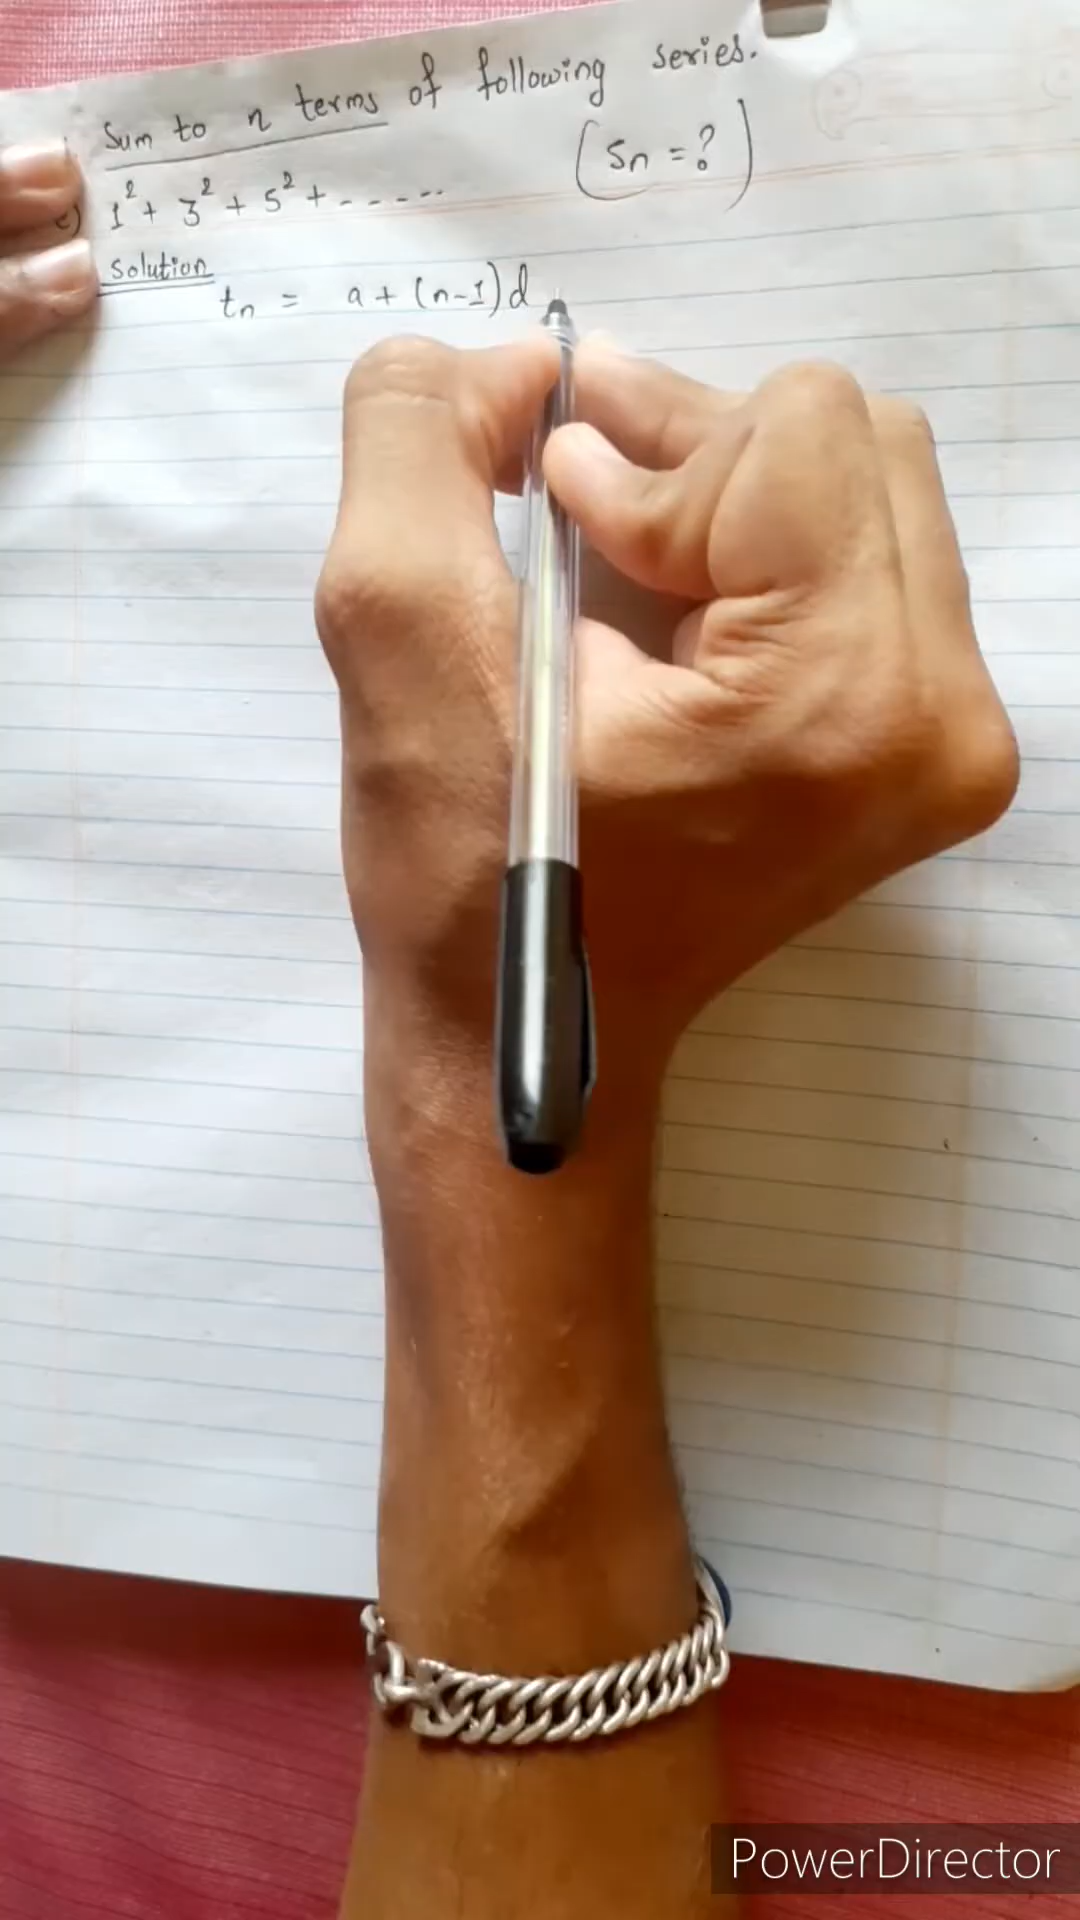 Sum to n terms of following series.
e) 1² + 3² + 5² + - - - - - -- (Sn = ?)
Solution
tn = a + (n-1)d
PowerDirector